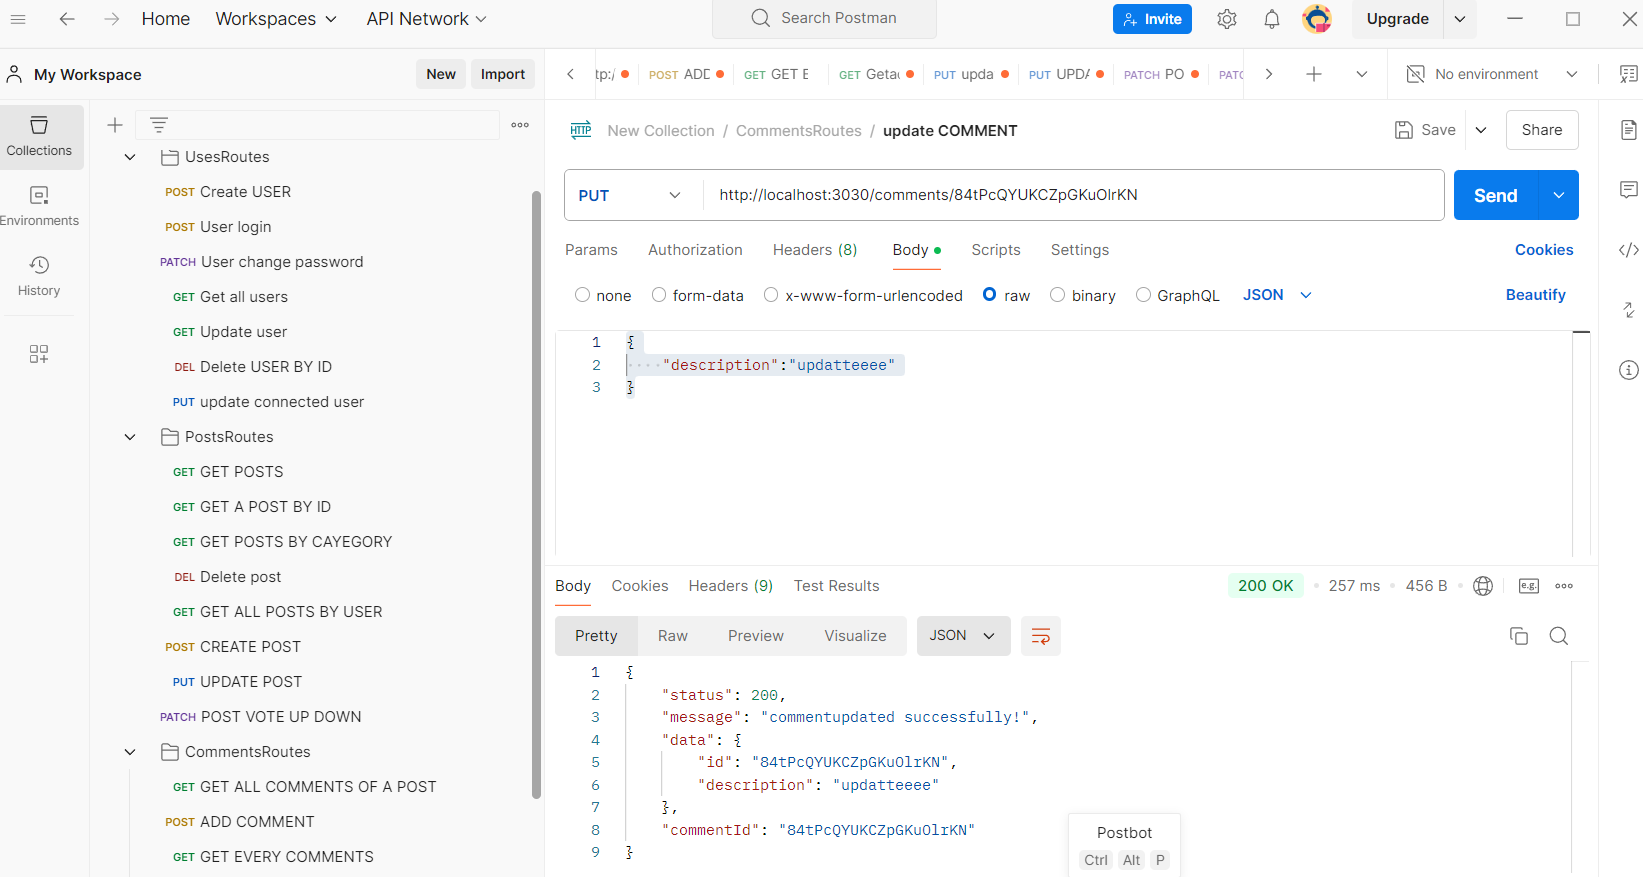 Home Workspaces API Network Search Postman Invite Upgrade
My Workspace New Import
POST ADD GET GET E GET Geta PUT upda PUT UPD PATCH PO No environment
Collections
Environments
History
UsesRoutes
POST Create USER
POST User login
PATCH User change password
GET Get all users
GET Update user
DEL Delete USER BY ID
PUT update connected user
PostsRoutes
GET GET POSTS
GET GET A POST BY ID
GET GET POSTS BY CAYEGORY
DEL Delete post
GET GET ALL POSTS BY USER
POST CREATE POST
PUT UPDATE POST
PATCH POST VOTE UP DOWN
CommentsRoutes
GET GET ALL COMMENTS OF A POST
POST ADD COMMENT
GET GET EVERY COMMENTS
HTTP New Collection / CommentsRoutes / update COMMENT Save Share
PUT http://localhost:3030/comments/84tPcQYUKCZpGKuOlrKN Send
Params Authorization Headers (8) Body Scripts Settings Cookies
none form-data x-www-form-urlencoded raw binary GraphQL JSON Beautify
1 {
2 ····"description":"updatteeee"
3 }
Body Cookies Headers (9) Test Results 200 OK 257 ms 456 B e.g.
Pretty Raw Preview Visualize JSON
1 {
2 "status": 200,
3 "message": "commentupdated successfully!",
4 "data": {
5 "id": "84tPcQYUKCZpGKuOlrKN",
6 "description": "updatteeee"
7 },
8 "commentId": "84tPcQYUKCZpGKuOlrKN"
9 }
Postbot
Ctrl Alt P